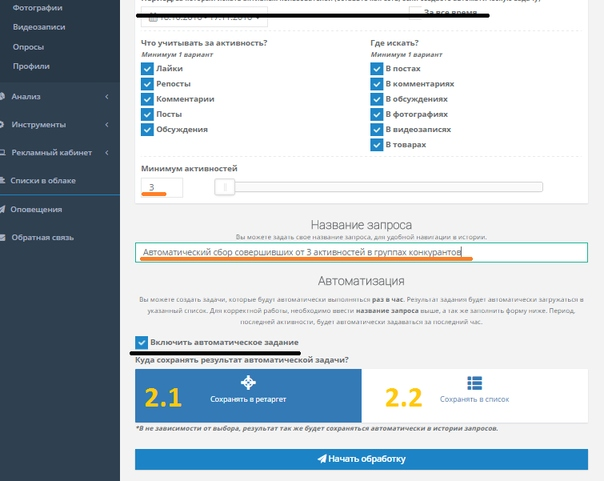 Фотографии
Видеозаписи
Опросы
Профили
Анализ
Инструменты
Рекламный кабинет
Списки в облаке
Оповещения
Обратная связь
За все время
Что учитывать за активность?
Минимум 1 вариант
Лайки
Репосты
Комментарии
Посты
Обсуждения
Где искать?
Минимум 1 вариант
В постах
В комментариях
В обсуждениях
В фотографиях
В видеозаписях
В товарах
Минимум активностей
3
Название запроса
Вы можете задать свое название запроса, для удобной навигации в истории.
Автоматический сбор совершивших от 3 активностей в группах конкурантов
Автоматизация
Вы можете создать задачи, которые будут автоматически выполняться раз в час. Результат задания будет автоматически загружаться в
указанный список. Для корректной работы, необходимо ввести название запроса выше, а так же заполнить форму ниже. Период,
последней активности, будет автоматически задаваться за последний час.
Включить автоматическое задание
Куда сохранять результат автоматической задачи?
2.1 Сохранять в ретаргет
2.2 Сохранять в список
*В не зависимости от выбора, результат так же будет сохраняться автоматически в истории запросов.
Начать обработку